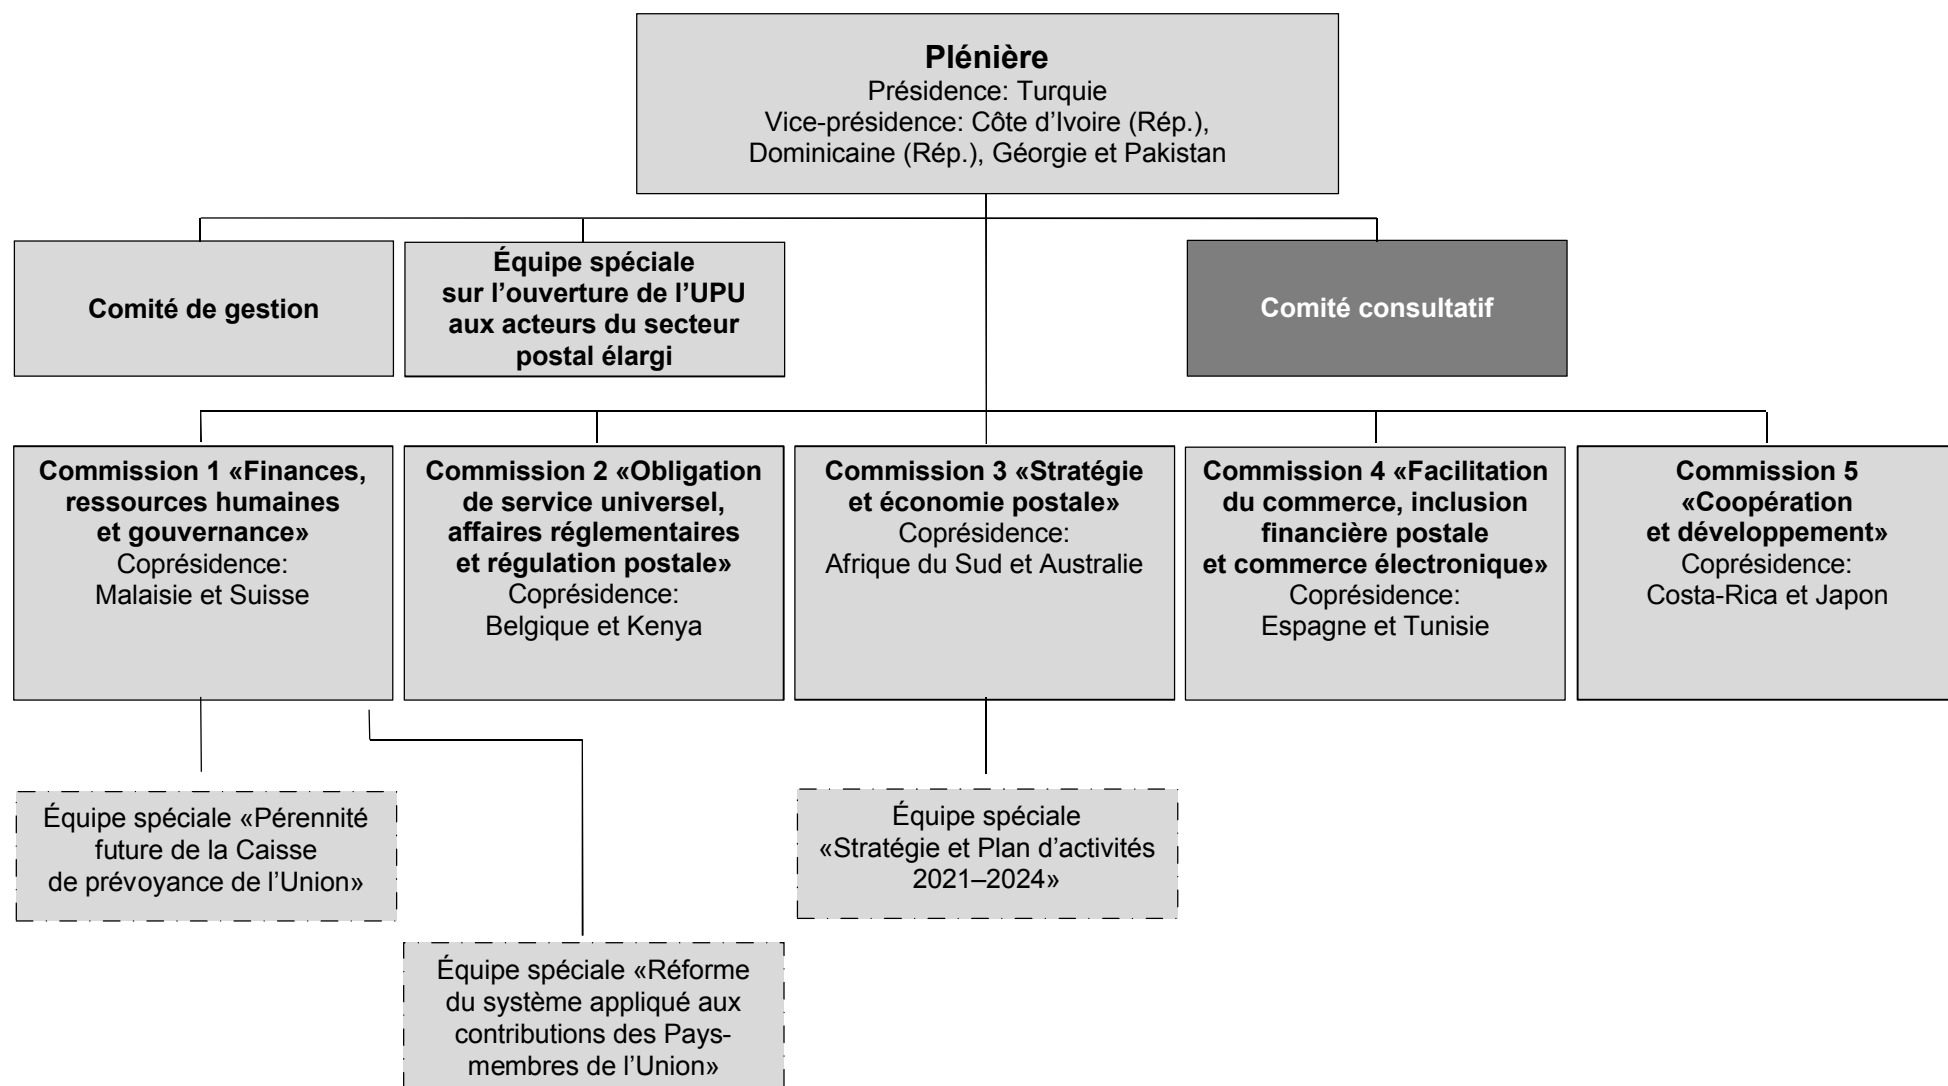 Plénière
Présidence: Turquie
Vice-présidence: Côte d’Ivoire (Rép.),
Dominicaine (Rép.), Géorgie et Pakistan
Comité de gestion
Équipe spéciale
sur l’ouverture de l’UPU
aux acteurs du secteur
postal élargi
Comité consultatif
Commission 1 «Finances,
ressources humaines
et gouvernance»
Coprésidence:
Malaisie et Suisse
Commission 2 «Obligation
de service universel,
affaires réglementaires
et régulation postale»
Coprésidence:
Belgique et Kenya
Commission 3 «Stratégie
et économie postale»
Coprésidence:
Afrique du Sud et Australie
Commission 4 «Facilitation
du commerce, inclusion
financière postale
et commerce électronique»
Coprésidence:
Espagne et Tunisie
Commission 5
«Coopération
et développement»
Coprésidence:
Costa-Rica et Japon
Équipe spéciale «Pérennité
future de la Caisse
de prévoyance de l’Union»
Équipe spéciale
«Stratégie et Plan d’activités
2021–2024»
Équipe spéciale «Réforme
du système appliqué aux
contributions des Pays-
membres de l’Union»